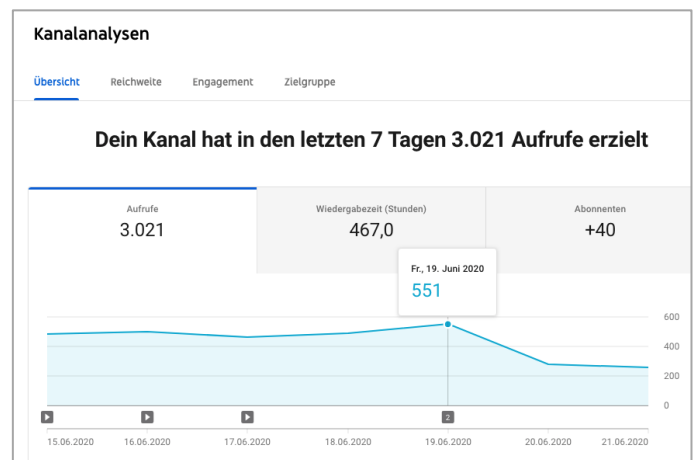 Kanalanalysen
Übersicht Reichweite Engagement Zielgruppe
Dein Kanal hat in den letzten 7 Tagen 3.021 Aufrufe erzielt
Aufrufe Wiedergabezeit (Stunden) Abonnenten
3.021 467,0 +40
Fr., 19. Juni 2020
551
600
400
200
0
2
15.06.2020 16.06.2020 17.06.2020 18.06.2020 19.06.2020 20.06.2020 21.06.2020